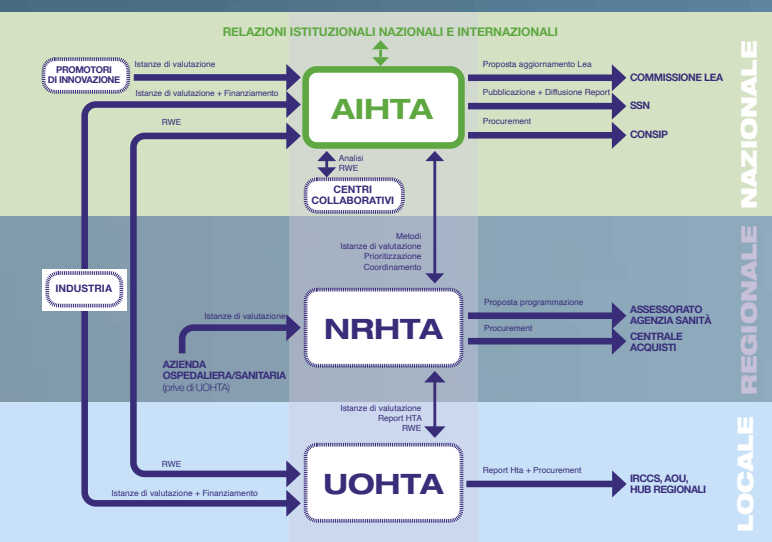 RELAZIONI ISTITUZIONALI NAZIONALI E INTERNAZIONALI
PROMOTORI
DI INNOVAZIONE
Istanze di valutazione
Istanze di valutazione + Finanziamento
RWE
AIHTA
Proposta aggiornamento Lea
COMMISSIONE LEA
Pubblicazione + Diffusione Report
SSN
Procurement
CONSIP
Analisi
RWE
CENTRI
COLLABORATIVI
NAZIONALE
Metodi
Istanze di valutazione
Prioritizzazione
Coordinamento
INDUSTRIA
Istanze di valutazione
AZIENDA
OSPEDALIERA/SANITARIA
(prive di UOHTA)
NRHTA
Proposta programmazione
ASSESSORATO
AGENZIA SANITÀ
Procurement
CENTRALE
ACQUISTI
REGIONALE
Istanze di valutazione
Report HTA
RWE
RWE
Istanze di valutazione + Finanziamento
UOHTA
Report Hta + Procurement
IRCCS, AOU,
HUB REGIONALI
LOCALE